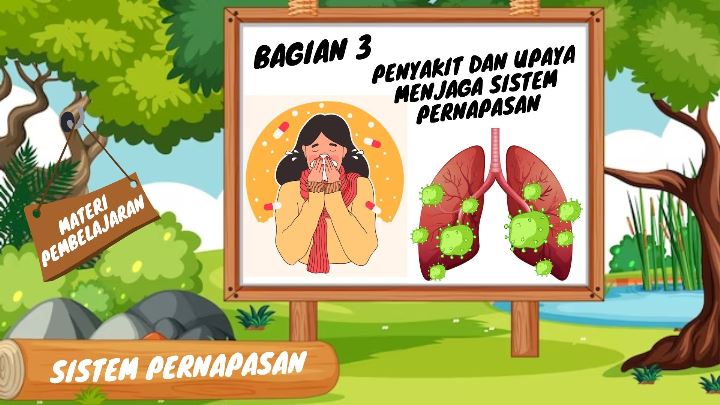 BAGIAN 3
PENYAKIT DAN UPAYA
MENJAGA SISTEM
PERNAPASAN
MATERI
PEMBELAJARAN
SISTEM PERNAPASAN